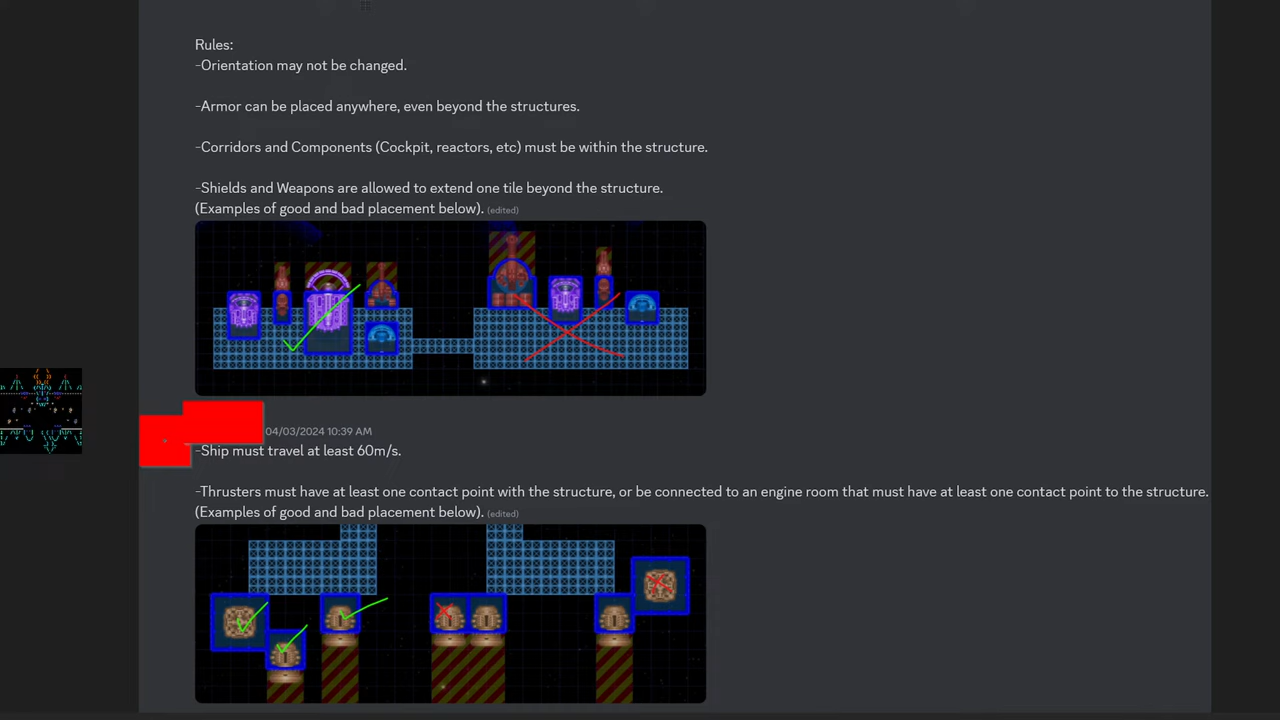 Rules:
-Orientation may not be changed.
-Armor can be placed anywhere, even beyond the structures.
-Corridors and Components (Cockpit, reactors, etc) must be within the structure.
-Shields and Weapons are allowed to extend one tile beyond the structure.
(Examples of good and bad placement below). (edited)
04/03/2024 10:39 AM
-Ship must travel at least 60m/s.
-Thrusters must have at least one contact point with the structure, or be connected to an engine room that must have at least one contact point to the structure.
(Examples of good and bad placement below). (edited)